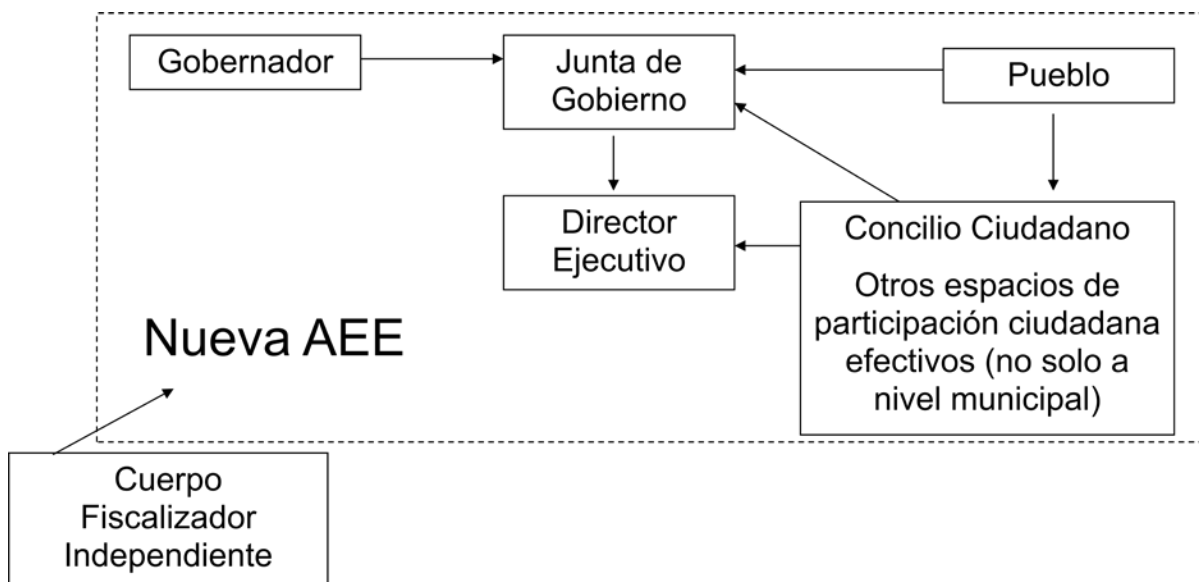 Gobernador
Junta de
Gobierno
Pueblo
Director
Ejecutivo
Concilio Ciudadano
Otros espacios de
participación ciudadana
efectivos (no solo a
nivel municipal)
Nueva AEE
Cuerpo
Fiscalizador
Independiente